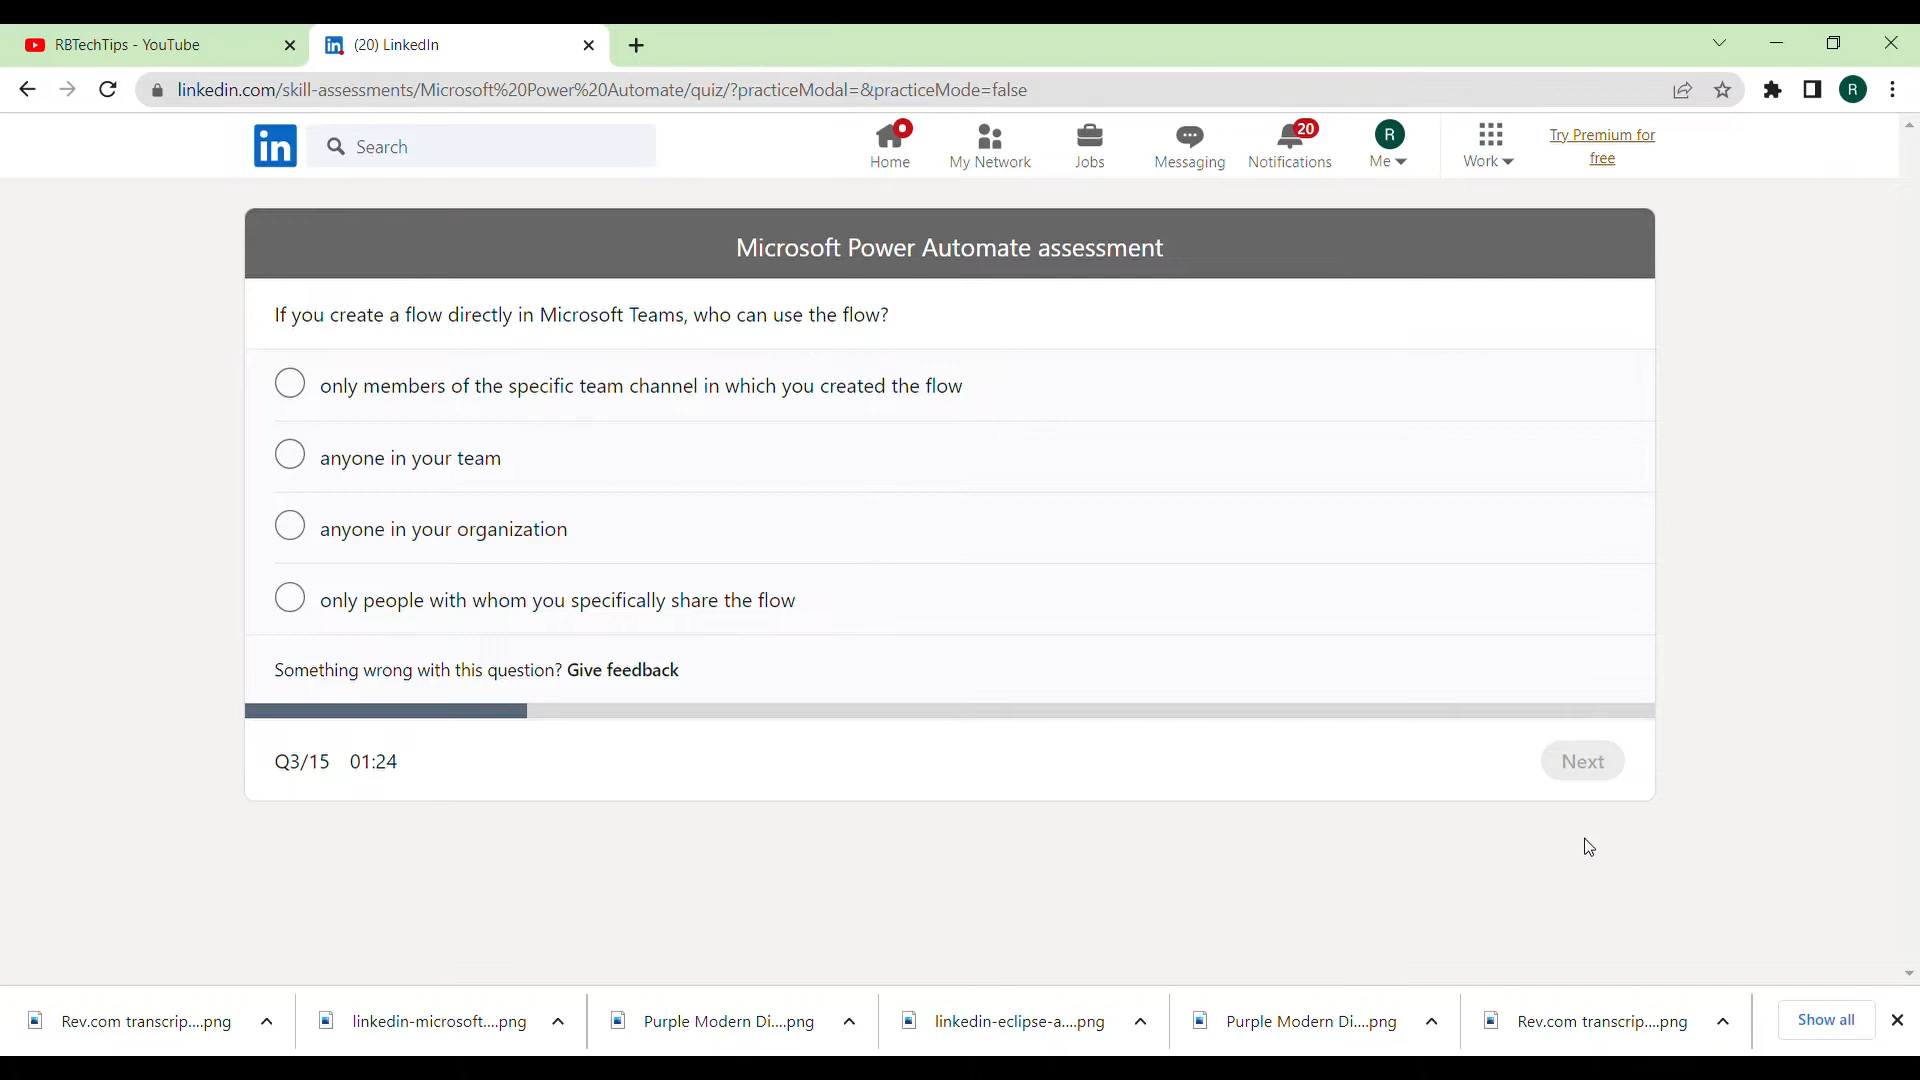 RBTechTips - YouTube
(20) LinkedIn
linkedin.com/skill-assessments/Microsoft%20Power%20Automate/quiz/?practiceModal=&practiceMode=false
R
in
Search
Home
My Network
Jobs
Messaging
20
Notifications
R
Me
Work
Try Premium for
free
Microsoft Power Automate assessment
If you create a flow directly in Microsoft Teams, who can use the flow?
only members of the specific team channel in which you created the flow
anyone in your team
anyone in your organization
only people with whom you specifically share the flow
Something wrong with this question? Give feedback
Q3/15 01:24
Next
Rev.com transcrip....png
linkedin-microsoft....png
Purple Modern Di....png
linkedin-eclipse-a....png
Purple Modern Di....png
Rev.com transcrip....png
Show all